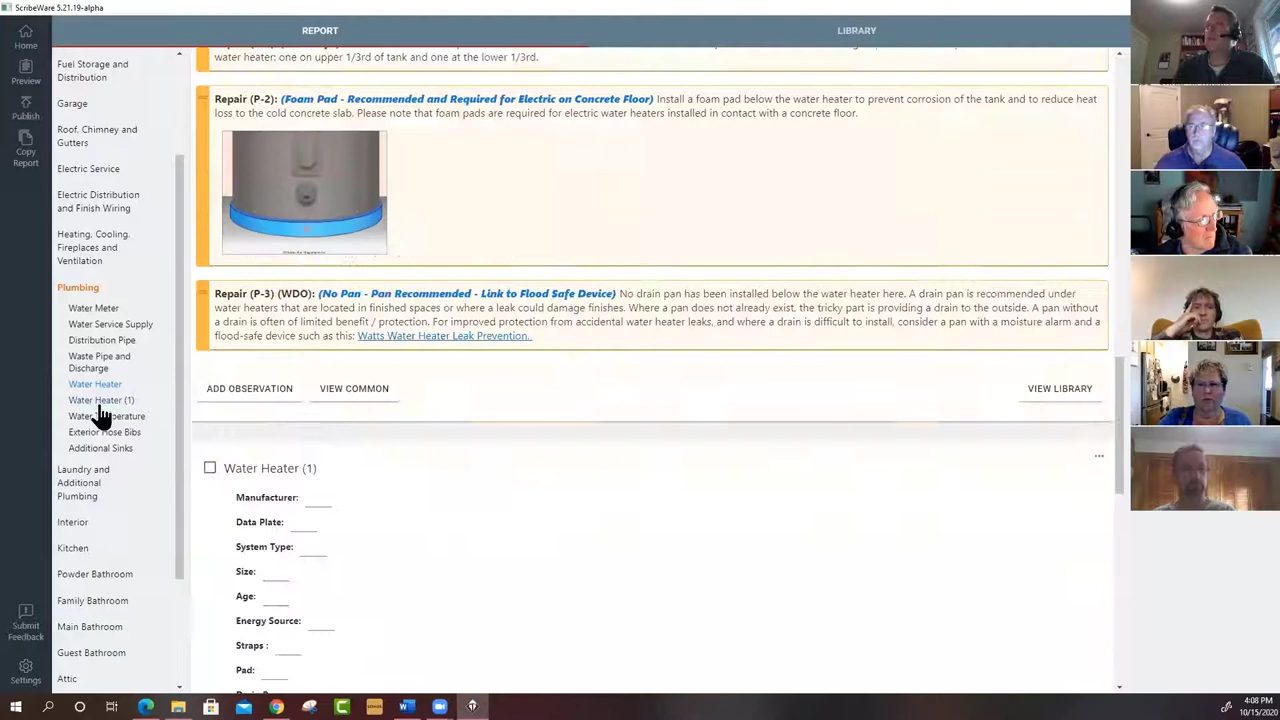 ScribeWare 5.21.19-alpha
REPORT
LIBRARY
Home
Preview
Publish
Copy
Report
Submit
Feedback
Settings
Fuel Storage and
Distribution
Garage
Roof, Chimney and
Gutters
Electric Service
Electric Distribution
and Finish Wiring
Heating, Cooling,
Fireplaces and
Ventilation
Plumbing
Water Meter
Water Service Supply
Distribution Pipe
Waste Pipe and
Discharge
Water Heater
Water Heater (1)
Exterior Hose Bibs
Additional Sinks
Laundry and
Additional
Plumbing
Interior
Kitchen
Powder Bathroom
Family Bathroom
Main Bathroom
Guest Bathroom
Attic
water heater: one on upper 1/3rd of tank and one at the lower 1/3rd.
Repair (P-2): (Foam Pad - Recommended and Required for Electric on Concrete Floor) Install a foam pad below the water heater to prevent corrosion of the tank and to reduce heat
loss to the cold concrete slab. Please note that foam pads are required for electric water heaters installed in contact with a concrete floor.
Repair (P-3) (WDO): (No Pan - Pan Recommended - Link to Flood Safe Device) No drain pan has been installed below the water heater here. A drain pan is recommended under
water heaters that are located in finished spaces or where a leak could damage finishes. Where a pan does not already exist, the tricky part is providing a drain to the outside. A pan without
a drain is often of limited benefit / protection. For improved protection from accidental water heater leaks, and where a drain is difficult to install, consider a pan with a moisture alarm and a
flood-safe device such as this: Watts Water Heater Leak Prevention.
ADD OBSERVATION
VIEW COMMON
VIEW LIBRARY
Water Heater (1)
Manufacturer:
Data Plate:
System Type:
Size:
Age:
Energy Source:
Straps :
Pad:
4:08 PM
10/15/2020